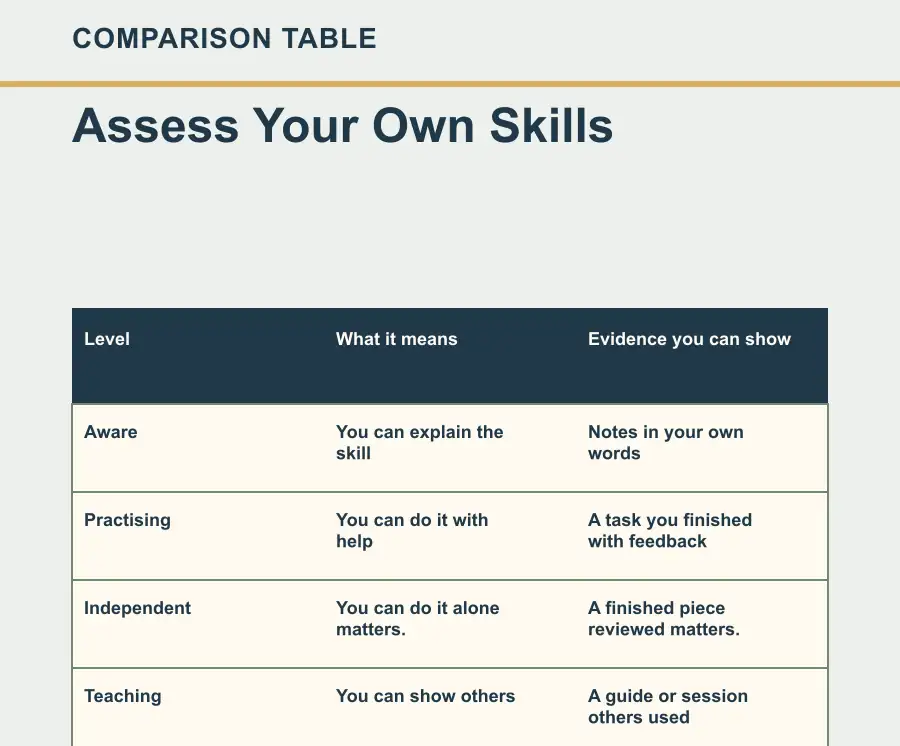 COMPARISON TABLE
Assess Your Own Skills
Level
What it means
Evidence you can show
Aware
You can explain the
skill
Notes in your own
words
Practising
You can do it with
help
A task you finished
with feedback
Independent
You can do it alone
matters.
A finished piece
reviewed matters.
Teaching
You can show others
A guide or session
others used